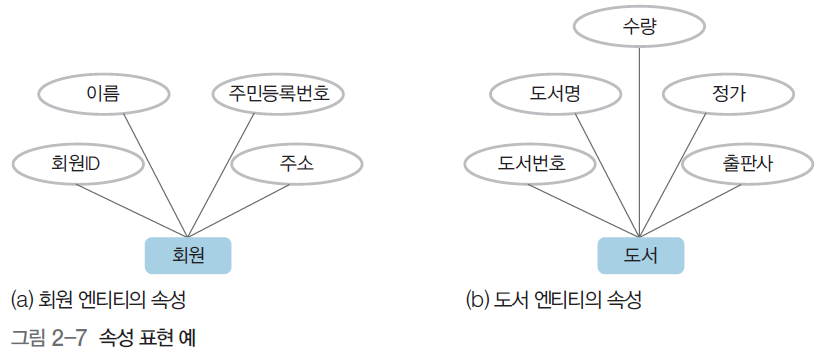 수량
이름
주민등록번호
도서명
정가
회원ID
주소
도서번호
출판사
회원
도서
(a) 회원 엔티티의 속성
(b) 도서 엔티티의 속성
그림 2-7 속성 표현 예